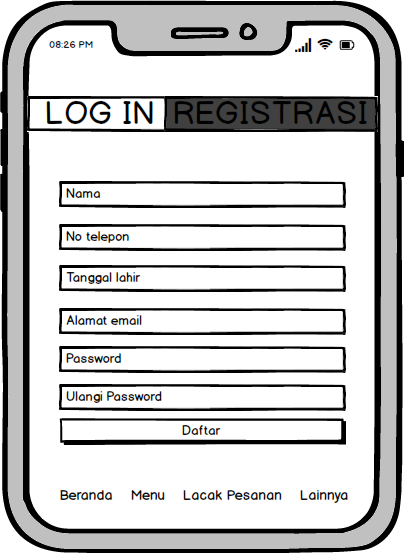 08:26 PM
LOG IN REGISTRASI
Nama
No telepon
Tanggal lahir
Alamat email
Password
Ulangi Password
Daftar
Beranda Menu Lacak Pesanan Lainnya